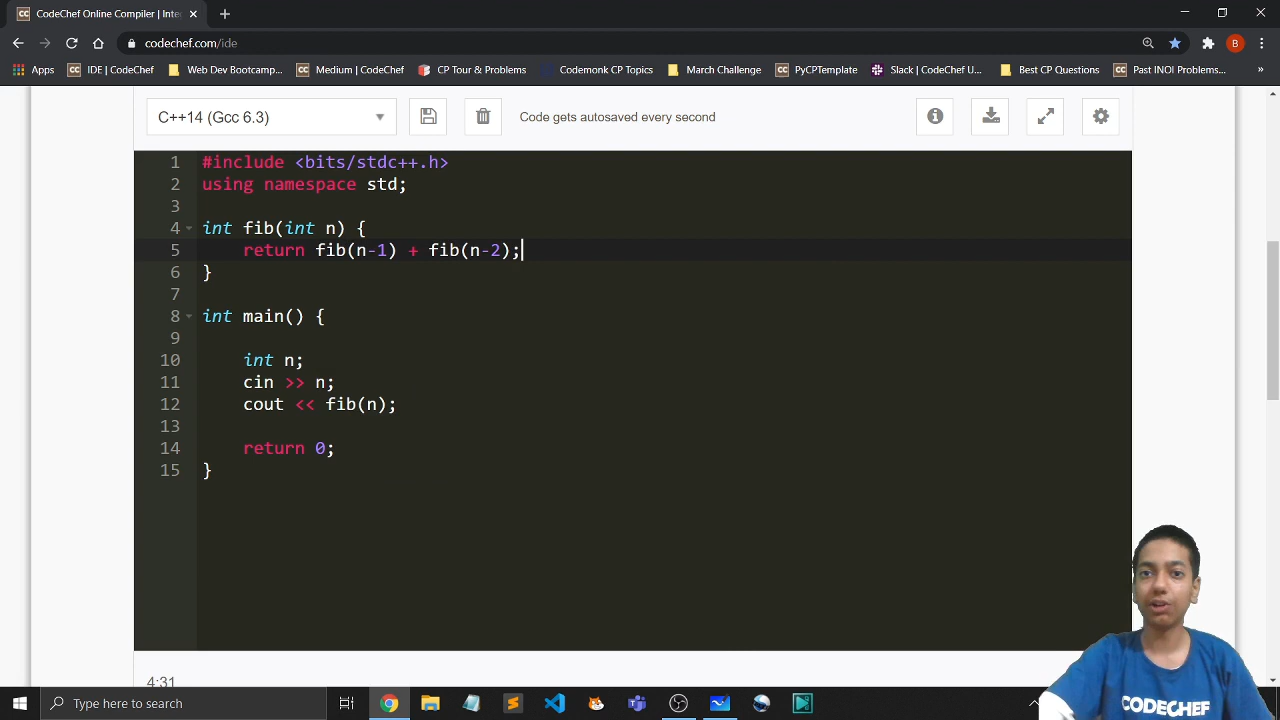 CodeChef Online Compiler | Inte
codechef.com/ide
B
Apps IDE | CodeChef Web Dev Bootcamp... Medium | CodeChef CP Tour & Problems Codemonk CP Topics March Challenge PyCPTemplate Slack | CodeChef U... Best CP Questions Past INOI Problems... »
C++14 (Gcc 6.3) Code gets autosaved every second
1 #include <bits/stdc++.h>
2 using namespace std;
3
4 int fib(int n) {
5 return fib(n-1) + fib(n-2);
6 }
7
8 int main() {
9
10 int n;
11 cin >> n;
12 cout << fib(n);
13
14 return 0;
15 }
4:31
Type here to search
CODECHEF